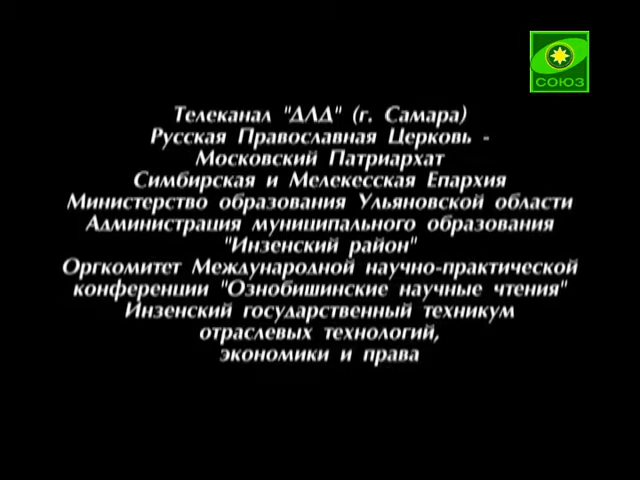 СОЮЗ
Телеканал "ДЛД" (г. Самара)
Русская Православная Церковь -
Московский Патриархат
Симбирская и Мелекесская Епархия
Министерство образования Ульяновской области
Администрация муниципального образования
"Инзенский район"
Оргкомитет Международной научно-практической
конференции "Ознобишинские научные чтения"
Инзенский государственный техникум
отраслевых технологий,
экономики и права